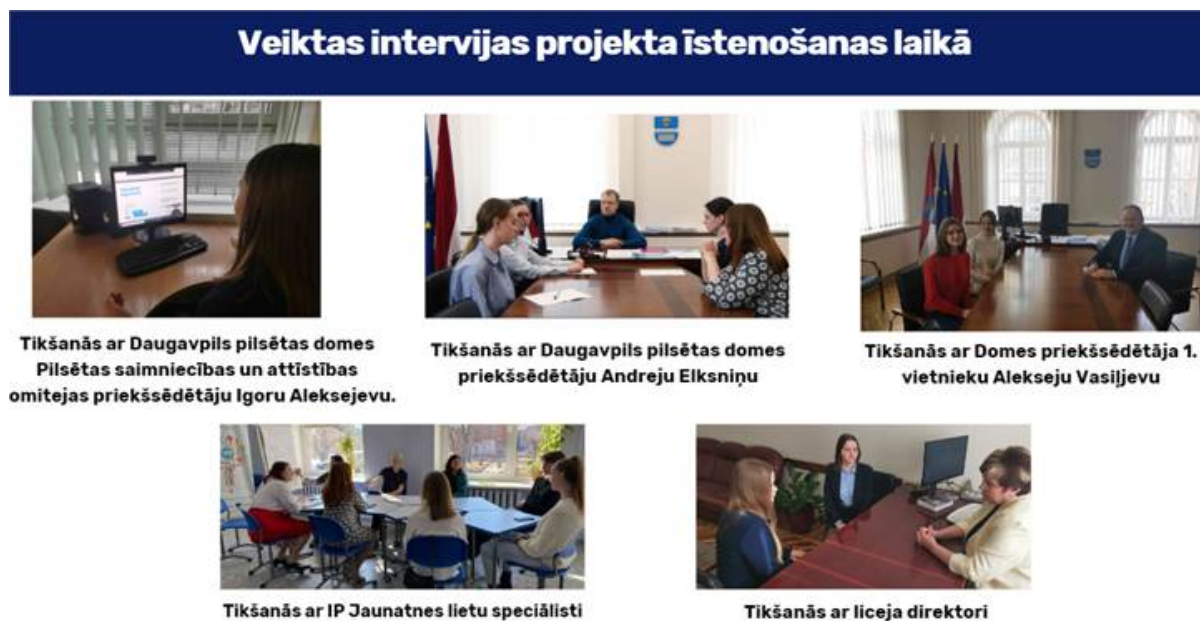 Veiktas intervijas projekta īstenošanas laikā
Tikšanās ar Daugavpils pilsētas domes
Pilsētas saimniecības un attīstības
omitejas priekšsēdētāju Igoru Aleksejevu.
Tikšanās ar Daugavpils pilsētas domes
priekšsēdētāju Andreju Elksniņu
Tikšanās ar Domes priekšsēdētāja 1.
vietnieku Alekseju Vasiļjevu
Tikšanās ar IP Jaunatnes lietu speciālisti
Tikšanās ar liceja direktori